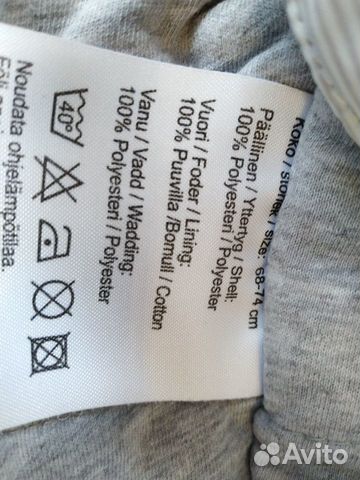 Koko / storlek / size: 68-74 cm
Päällinen / Yttertyg / Shell:
100% Polyesteri / Polyester
Vuori / Foder / Lining:
100% Puuvilla /Bomull / Cotton
Vanu / Vadd / Wadding:
100% Polyesteri / Polyester
40°
Noudata ohjelämpötilaa.
Avito